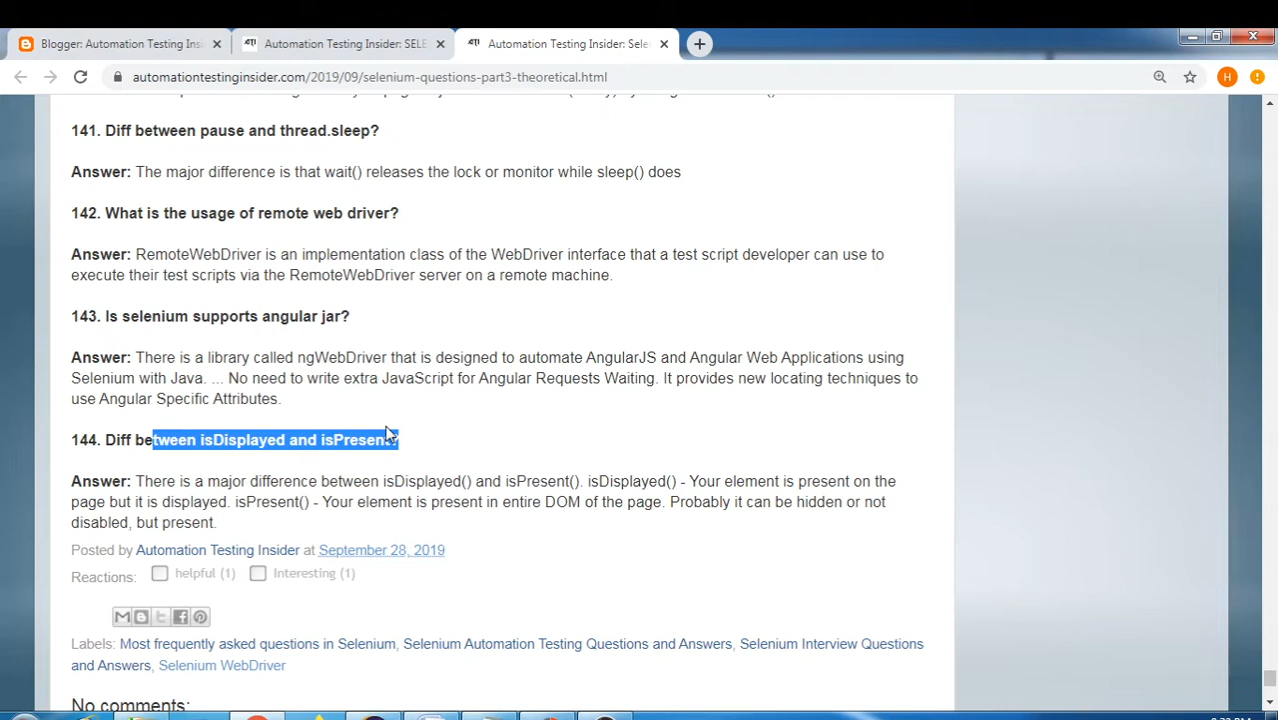 Blogger: Automation Testing Ins
Automation Testing Insider: SELE
Automation Testing Insider: Sele
automationtestinginsider.com/2019/09/selenium-questions-part3-theoretical.html
H
141. Diff between pause and thread.sleep?
Answer: The major difference is that wait() releases the lock or monitor while sleep() does
142. What is the usage of remote web driver?
Answer: RemoteWebDriver is an implementation class of the WebDriver interface that a test script developer can use to
execute their test scripts via the RemoteWebDriver server on a remote machine.
143. Is selenium supports angular jar?
Answer: There is a library called ngWebDriver that is designed to automate AngularJS and Angular Web Applications using
Selenium with Java. ... No need to write extra JavaScript for Angular Requests Waiting. It provides new locating techniques to
use Angular Specific Attributes.
144. Diff between isDisplayed and isPresent?
Answer: There is a major difference between isDisplayed() and isPresent(). isDisplayed() - Your element is present on the
page but it is displayed. isPresent() - Your element is present in entire DOM of the page. Probably it can be hidden or not
disabled, but present.
Posted by Automation Testing Insider at September 28, 2019
Reactions: helpful (1) Interesting (1)
Labels: Most frequently asked questions in Selenium, Selenium Automation Testing Questions and Answers, Selenium Interview Questions
and Answers, Selenium WebDriver
No comments: